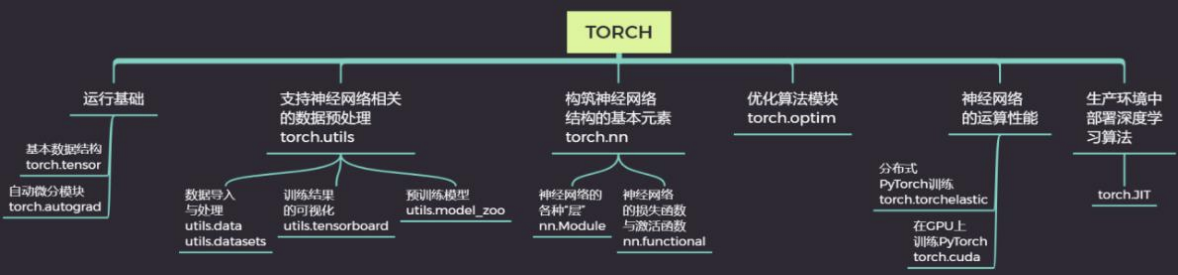 TORCH
运行基础
基本数据结构
torch.tensor
自动微分模块
torch.autograd
支持神经网络相关
的数据预处理
torch.utils
数据导入
与处理
utils.data
utils.datasets
训练结果
的可视化
utils.tensorboard
预训练模型
utils.model_zoo
构筑神经网络
结构的基本元素
torch.nn
神经网络的
各种“层”
nn.Module
神经网络
的损失函数
与激活函数
nn.functional
优化算法模块
torch.optim
神经网络
的运算性能
分布式
PyTorch训练
torch.torchelastic
在GPU上
训练PyTorch
torch.cuda
生产环境中
部署深度学
习算法
torch.JIT